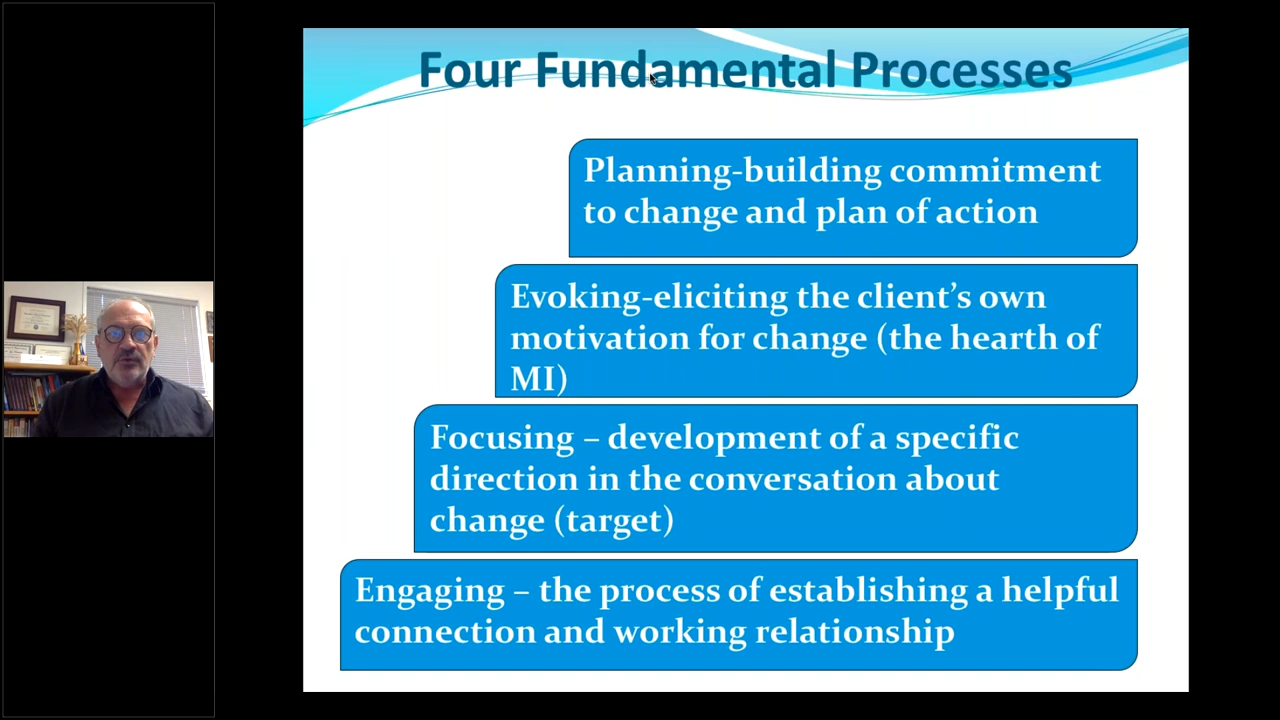 Four Fundamental Processes
Planning-building commitment
to change and plan of action
Evoking-eliciting the client’s own
motivation for change (the hearth of
MI)
Focusing – development of a specific
direction in the conversation about
change (target)
Engaging – the process of establishing a helpful
connection and working relationship